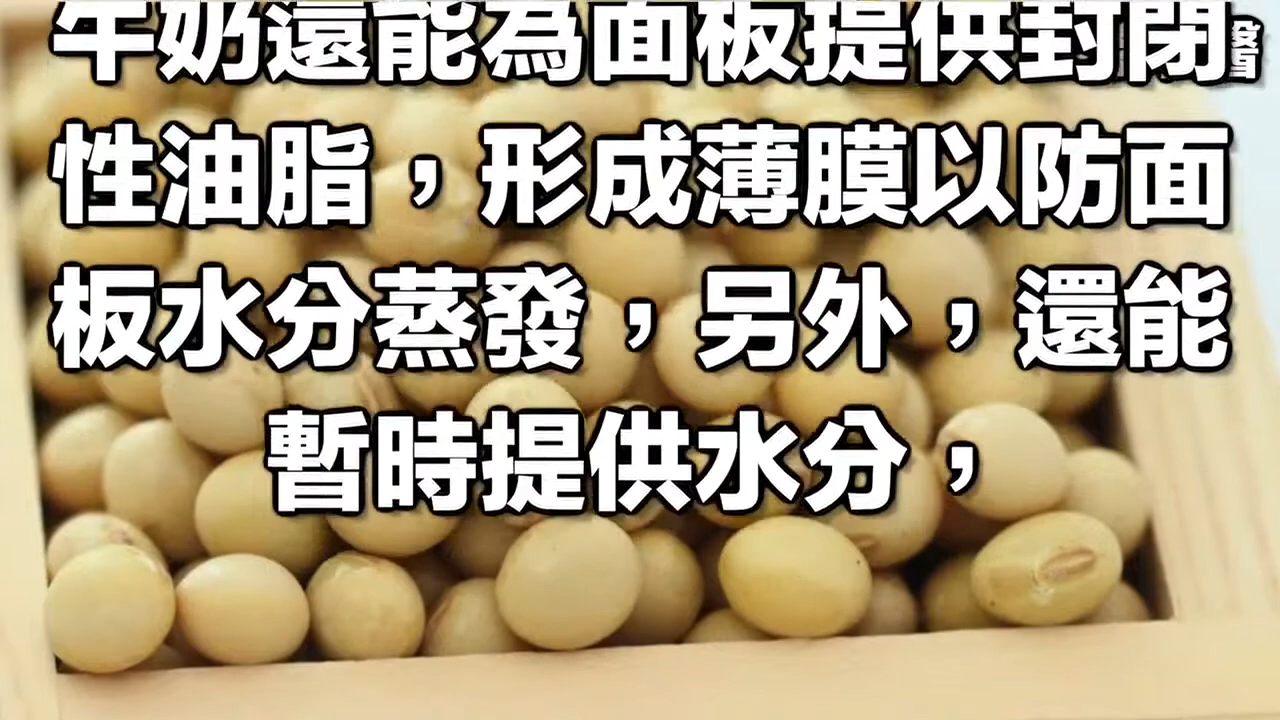 牛奶還能為面板提供封閉
性油脂，形成薄膜以防面
板水分蒸發，另外，還能
暫時提供水分，